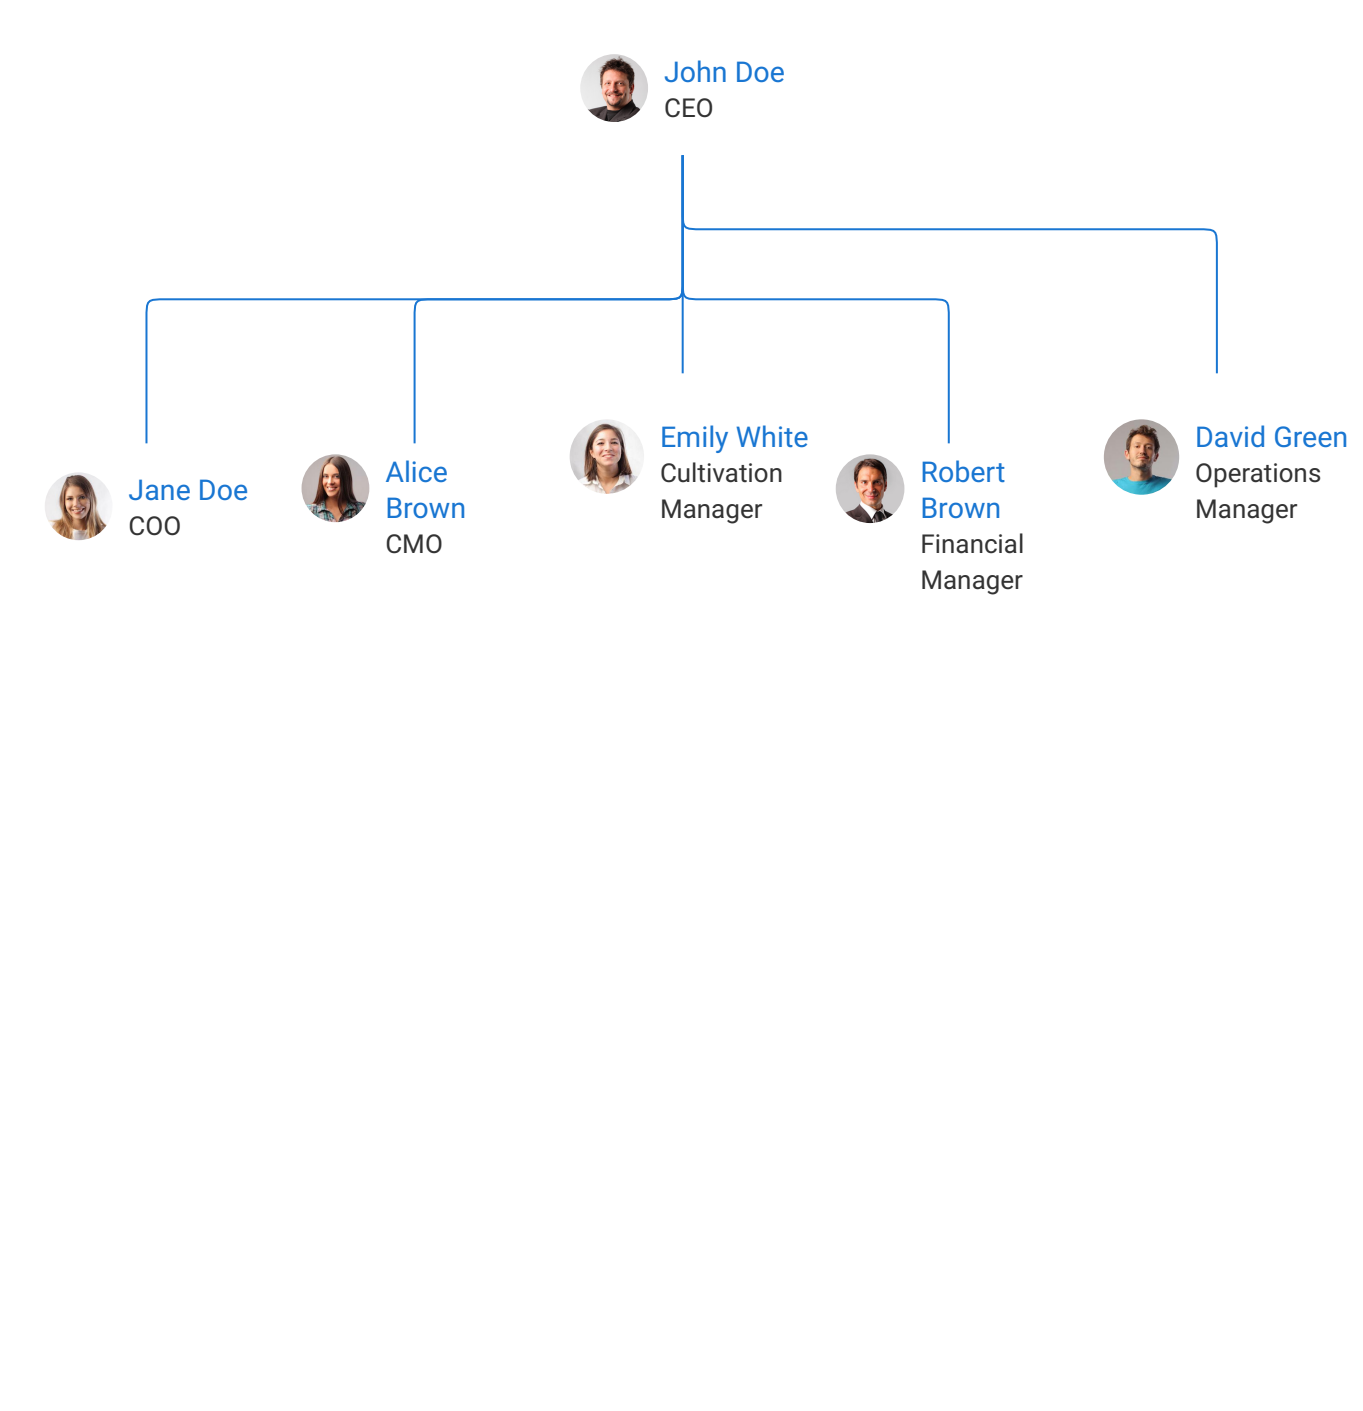 John Doe
CEO
Jane Doe
COO
Alice
Brown
CMO
Emily White
Cultivation
Manager
Robert
Brown
Financial
Manager
David Green
Operations
Manager